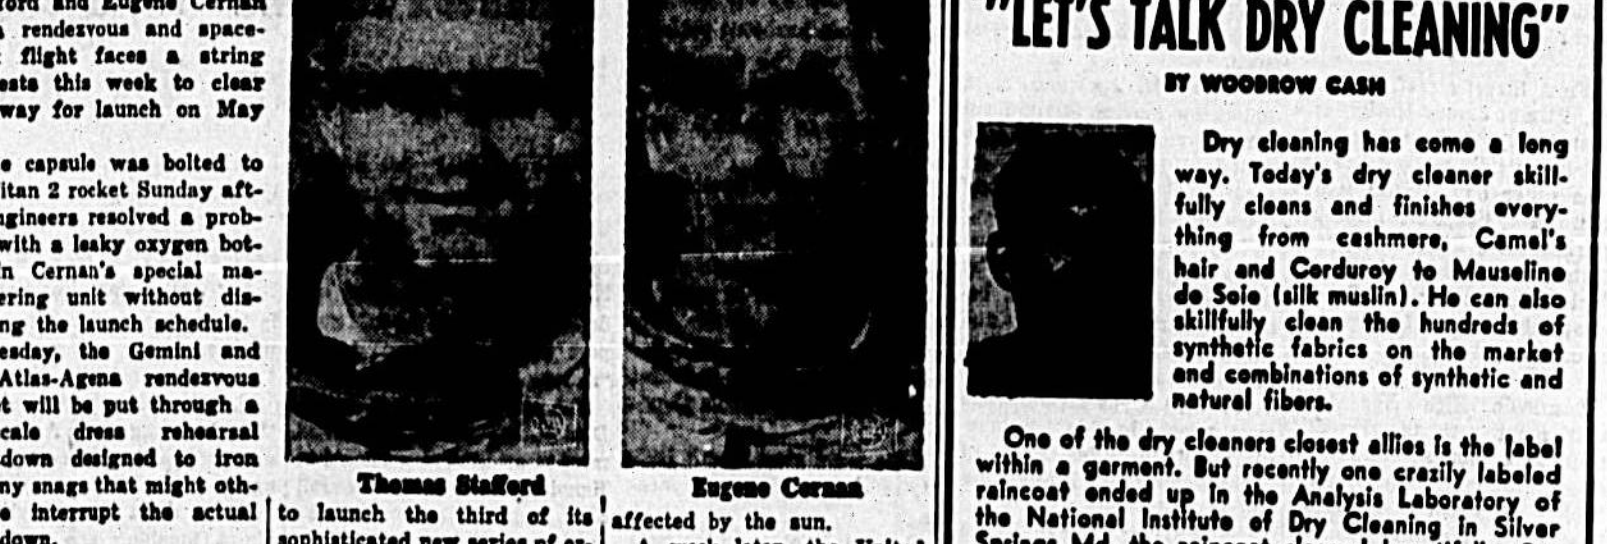 ford and Eugene Cernan
rendezvous and space-
flight faces a string
ests this week to clear
way for launch on May
e capsule was bolted to
itan 2 rocket Sunday aft-
ngineers resolved a prob-
with a leaky oxygen bot-
n Cernan's special ma-
ering unit without dis-
ng the launch schedule.
esday, the Gemini and
Atlas-Agena rendezvous
t will be put through a
cale dress rehearsal
down designed to iron
ny snags that might oth-
e interrupt the actual
down.
Thomas Stafford
to launch the third of its
sophisticated new series of
Eugene Cernan
affected by the sun.
"LET'S TALK DRY CLEANING"
BY WOODROW CASH
Dry cleaning has come a long
way. Today's dry cleaner skill-
fully cleans and finishes every-
thing from cashmere, Camel's
hair and Corduroy to Mauseline
de Soie (silk muslin). He can also
skillfully clean the hundreds of
synthetic fabrics on the market
and combinations of synthetic and
natural fibers.
One of the dry cleaners closest allies is the label
within a garment. But recently one crazily labeled
raincoat ended up in the Analysis Laboratory of
the National Institute of Dry Cleaning in Silver
Springs Md. the raincoat